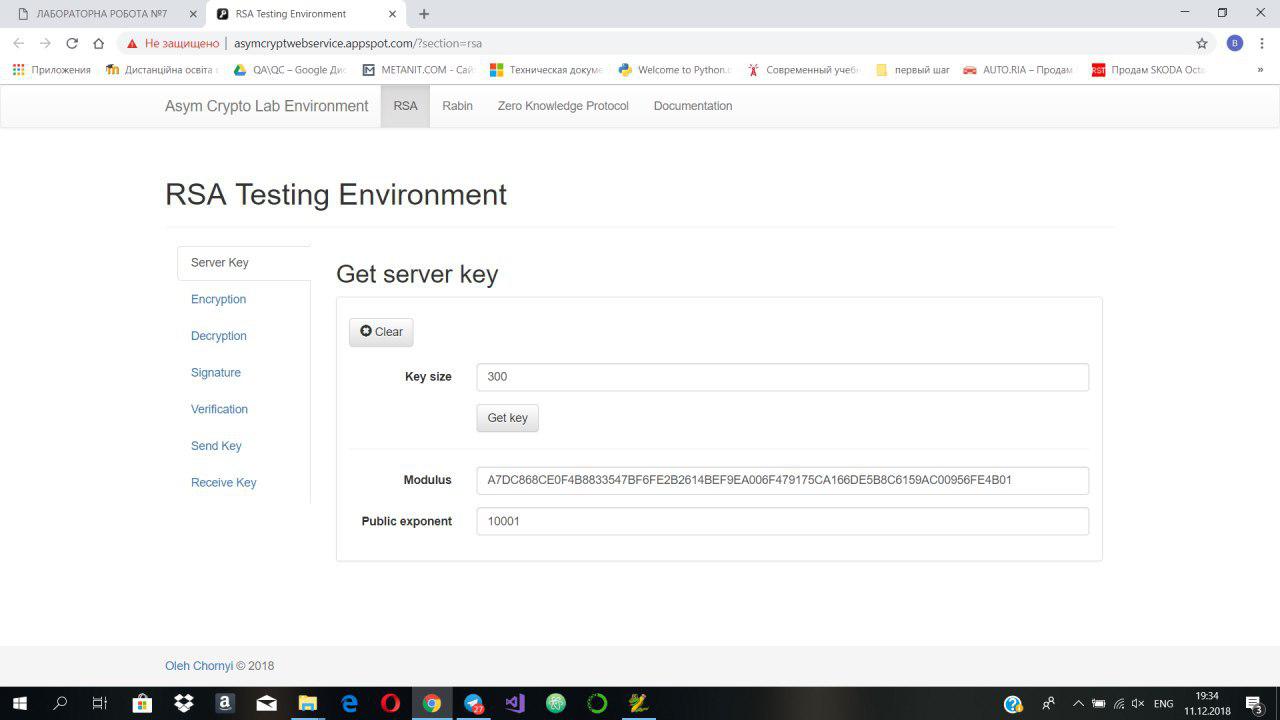 ЛАБОРАТОРНА РОБОТА №7
RSA Testing Environment
Не защищено | asymcryptwebservice.appspot.com/?section=rsa
B
Приложения
Дистанційна освіта
QA\QC – Google Ди
METANIT.COM - Сай
Техническая докуме
Welcome to Python.
Современный учеб
первый шаг
AUTO.RIA – Продам
Продам SKODA Oct
»
Asym Crypto Lab Environment
RSA
Rabin
Zero Knowledge Protocol
Documentation
RSA Testing Environment
Server Key
Encryption
Decryption
Signature
Verification
Send Key
Receive Key
Get server key
Clear
Key size
300
Get key
Modulus
A7DC868CE0F4B8833547BF6FE2B2614BEF9EA006F479175CA166DE5B8C6159AC00956FE4B01
Public exponent
10001
Oleh Chornyi © 2018
27
ENG
19:34
11.12.2018
3